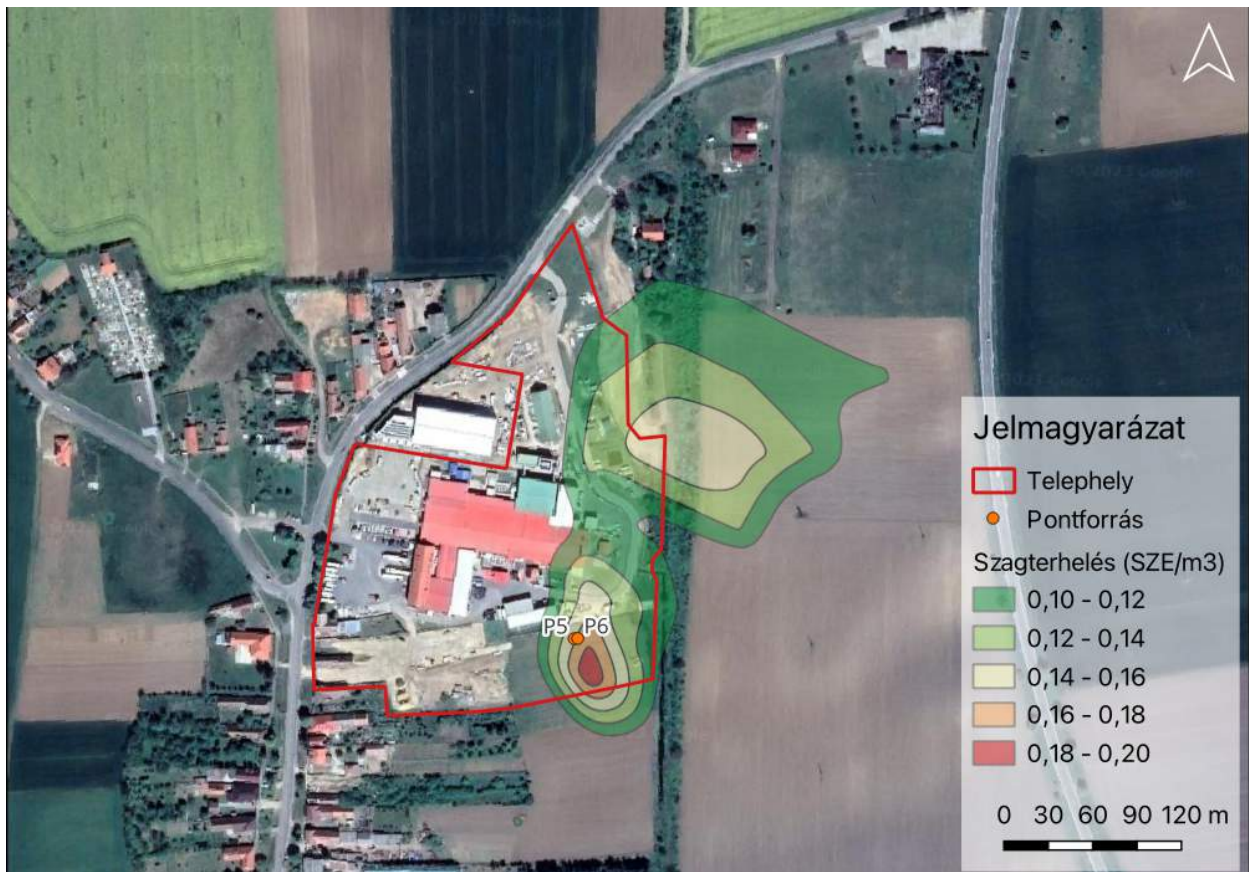 P5 P6
Jelmagyarázat
Telephely
Pontforrás
Szagterhelés (SZE/m3)
0,10 - 0,12
0,12 - 0,14
0,14 - 0,16
0,16 - 0,18
0,18 - 0,20
0 30 60 90 120 m